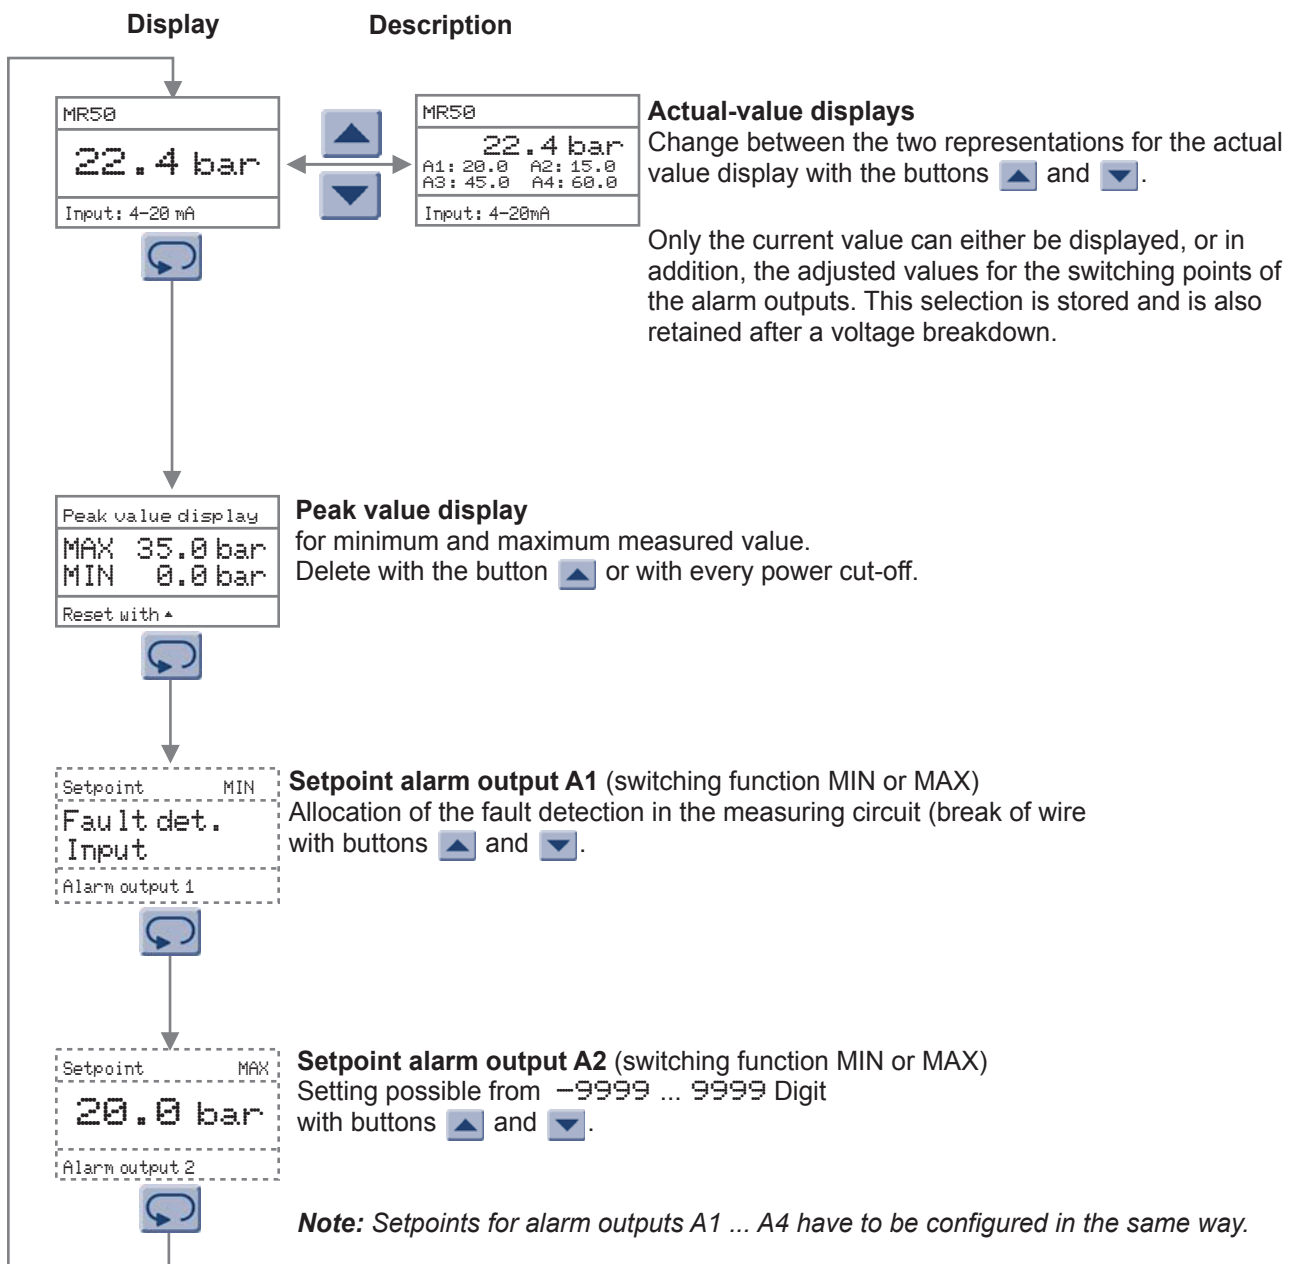 Display Description
MR50
22.4 bar
Input: 4-20 mA
MR50
22.4 bar
A1: 20.0 A2: 15.0
A3: 45.0 A4: 60.0
Input: 4-20mA
Actual-value displays
Change between the two representations for the actual
value display with the buttons ▲ and ▼.
Only the current value can either be displayed, or in
addition, the adjusted values for the switching points of
the alarm outputs. This selection is stored and is also
retained after a voltage breakdown.
Peak value display
MAX 35.0 bar
MIN 0.0 bar
Reset with ▲
Peak value display
for minimum and maximum measured value.
Delete with the button ▲ or with every power cut-off.
Setpoint MIN
Fault det.
Input
Alarm output 1
Setpoint alarm output A1 (switching function MIN or MAX)
Allocation of the fault detection in the measuring circuit (break of wire
with buttons ▲ and ▼.
Setpoint MAX
20.0 bar
Alarm output 2
Setpoint alarm output A2 (switching function MIN or MAX)
Setting possible from -9999 ... 9999 Digit
with buttons ▲ and ▼.
Note: Setpoints for alarm outputs A1 ... A4 have to be configured in the same way.